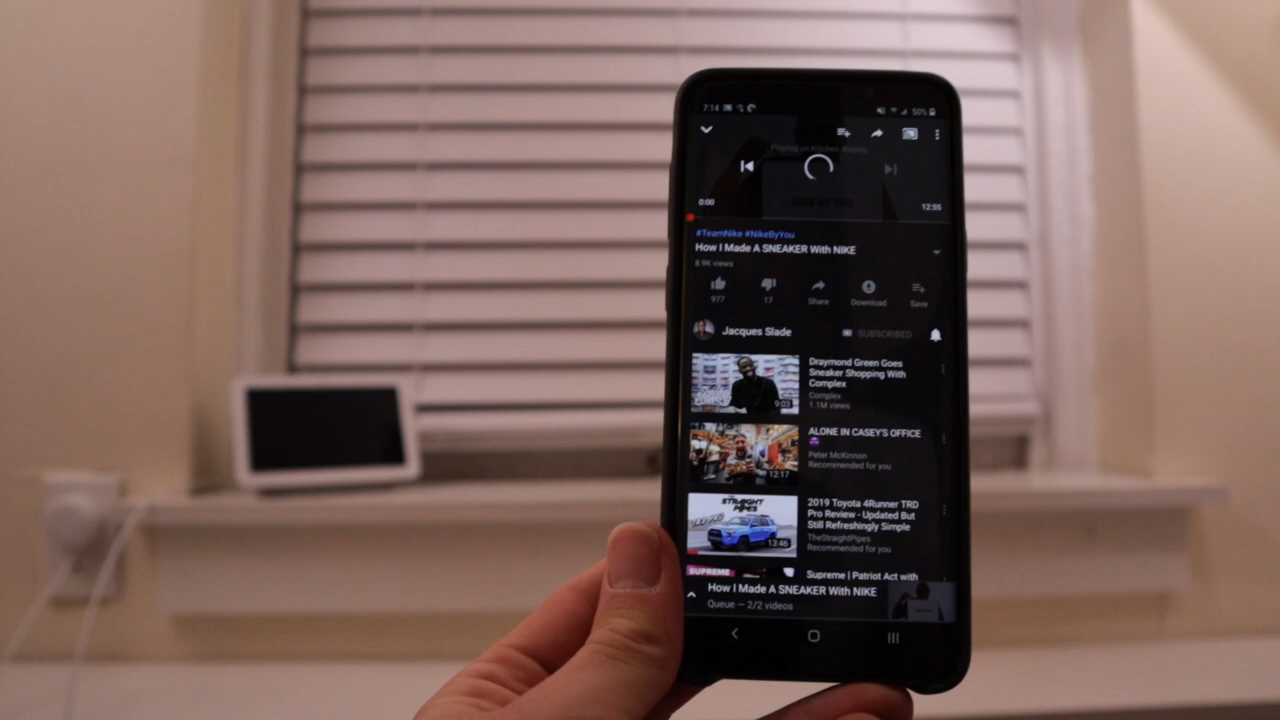 7:14
50%
Playing on Kitchen display
0:00
12:55
#TeamNike #NikeByYou
How I Made A SNEAKER With NIKE
8.9K views
977
17
Share
Download
Save
Jacques Slade
SUBSCRIBED
Draymond Green Goes
Sneaker Shopping With
Complex
Complex
1.1M views
9:03
ALONE IN CASEY'S OFFICE
Peter McKinnon
Recommended for you
12:17
2019 Toyota 4Runner TRD
Pro Review - Updated But
Still Refreshingly Simple
TheStraightPipes
Recommended for you
STRAIGHT
PIPES
13:46
SUPREME
Supreme | Patriot Act with
How I Made A SNEAKER With NIKE
Queue — 2/2 videos